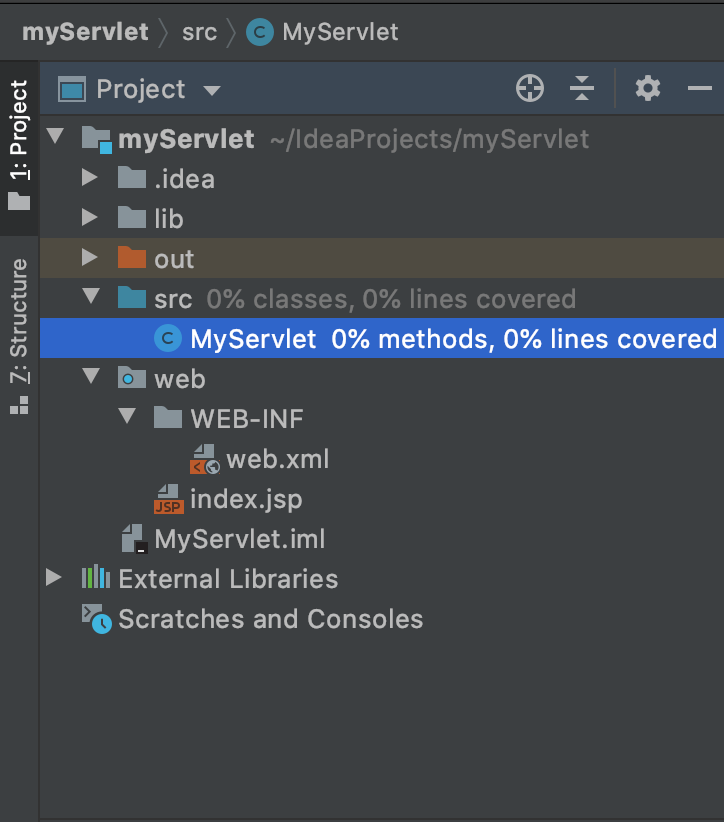 myServlet src C MyServlet
Project
1: Project
myServlet ~/IdeaProjects/myServlet
.idea
lib
out
src 0% classes, 0% lines covered
C MyServlet 0% methods, 0% lines covered
Z: Structure
web
WEB-INF
web.xml
JSP index.jsp
MyServlet.iml
External Libraries
Scratches and Consoles